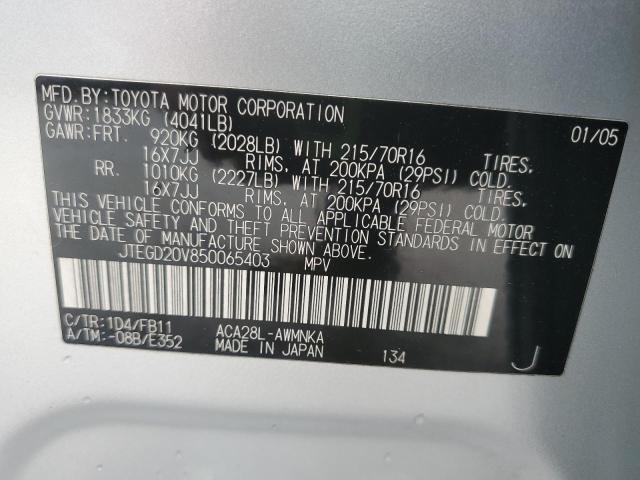 MFD.BY:TOYOTA MOTOR CORPORATION 01/05
GVWR:1833KG (4041LB)
GAWR:FRT. 920KG (2028LB) WITH 215/70R16 TIRES,
16X7JJ RIMS, AT 200KPA (29PSI) COLD.
RR. 1010KG (2227LB) WITH 215/70R16 TIRES,
16X7JJ RIMS, AT 200KPA (29PSI) COLD.
THIS VEHICLE CONFORMS TO ALL APPLICABLE FEDERAL MOTOR
VEHICLE SAFETY AND THEFT PREVENTION STANDARDS IN EFFECT ON
THE DATE OF MANUFACTURE SHOWN ABOVE.
JTEGD20V850065403 MPV
C/TR:1D4/FB11 ACA28L-AWMNKA
A/TM:-08B/E352 MADE IN JAPAN 134 J